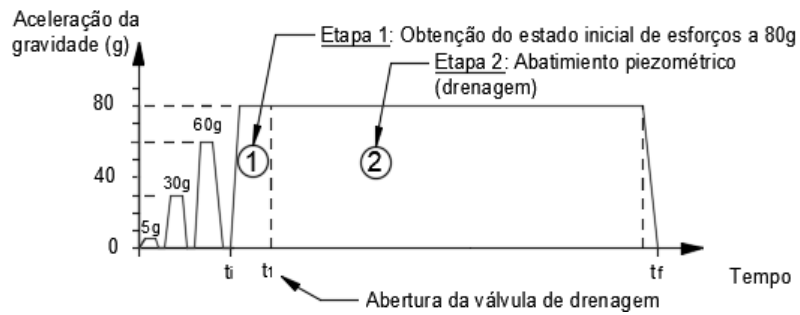 Aceleração da
gravidade (g)
Etapa 1: Obtenção do estado inicial de esforços a 80g
Etapa 2: Abatimiento piezométrico
(drenagem)
80
60g
1
2
40
30g
5g
0
ti
t1
tf
Tempo
Abertura da válvula de drenagem